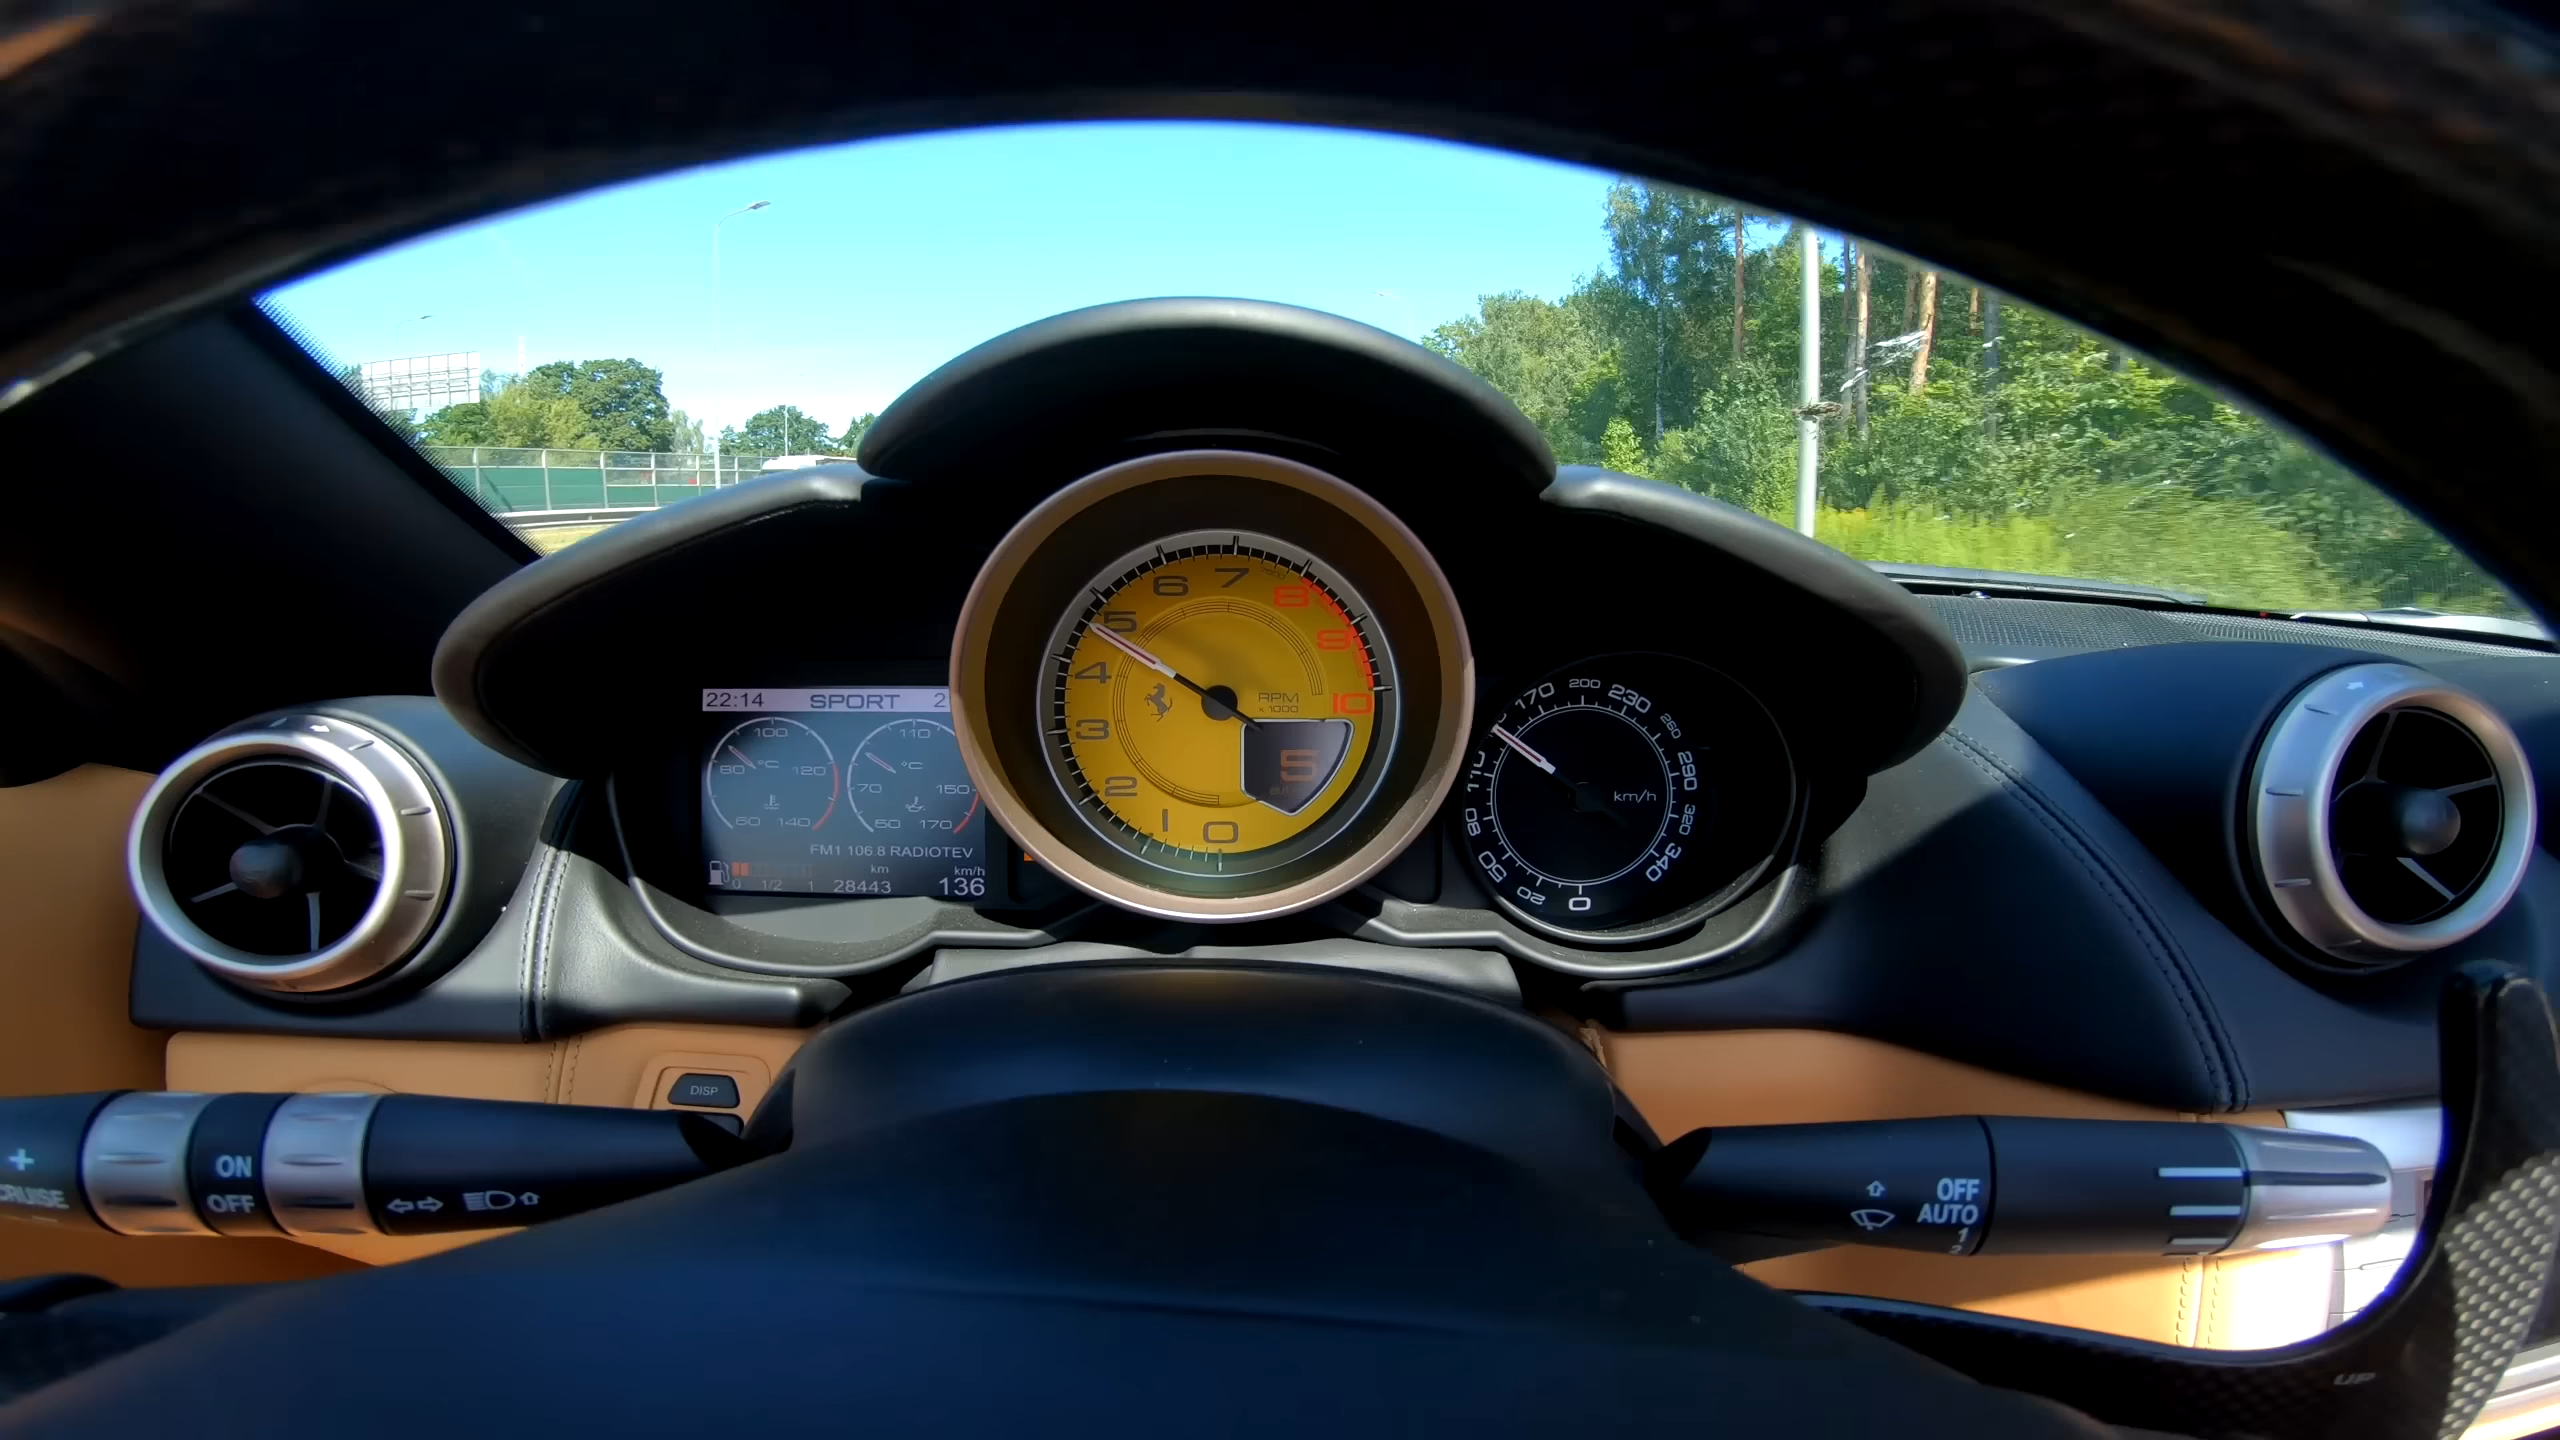 22:14 SPORT 2
100
80 °C 120
60 140
110
70 °C 150
50 170
FM1 106.8 RADIOTEV
km km/h
0 1/2 1 28443 136
0 1 2 3 4 5 6 7 8 9 10
RPM
x 1000
5
0 20 50 80 110 170 200 230 260 290 320 340
km/h
DISP
+
CRUISE
ON
OFF
OFF
AUTO
1
2
UP